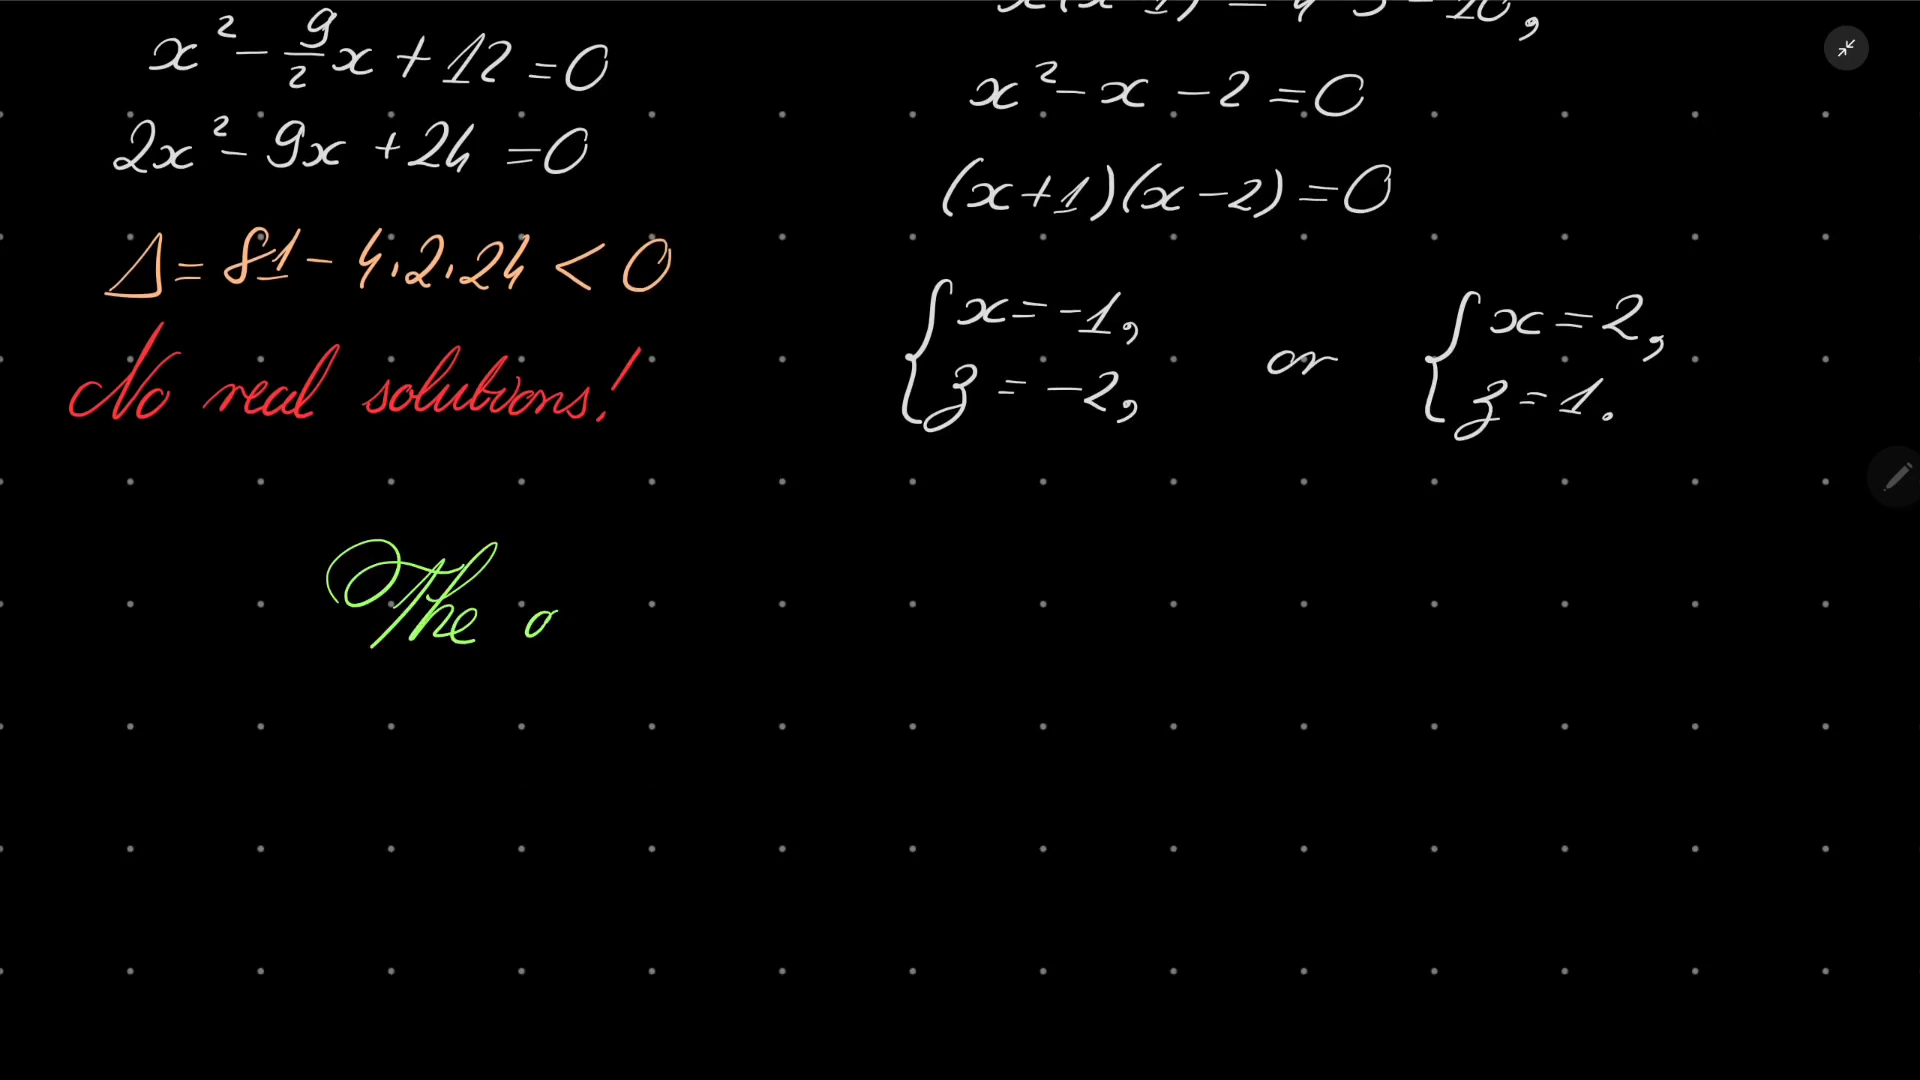 x² - 9/2 x + 12 = 0
2x² - 9x + 24 = 0
Δ = 81 - 4·2·24 < 0
No real solutions!
x² - x - 2 = 0
(x+1)(x-2) = 0
{ x = -1, or { x = 2,
z = -2, z = 1.
The